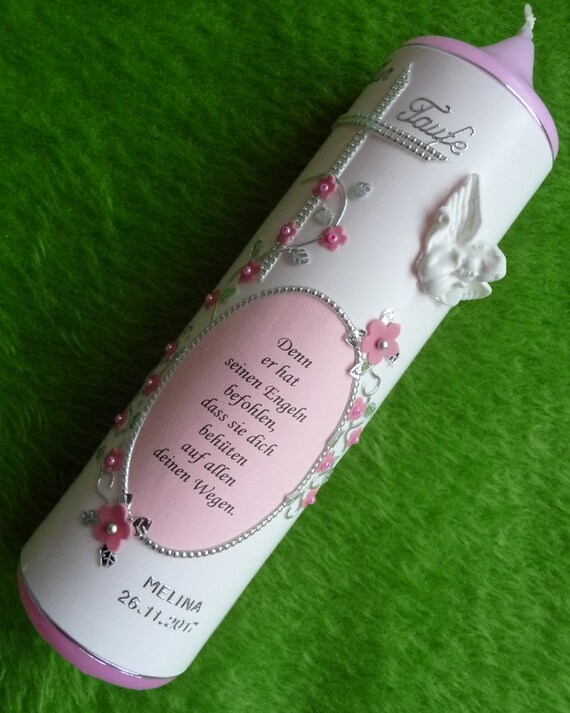 Taufe
Denn
er hat
seinen Engeln
befohlen,
dass sie dich
behüten
auf allen
deinen Wegen.
MELINA
26.11.2017